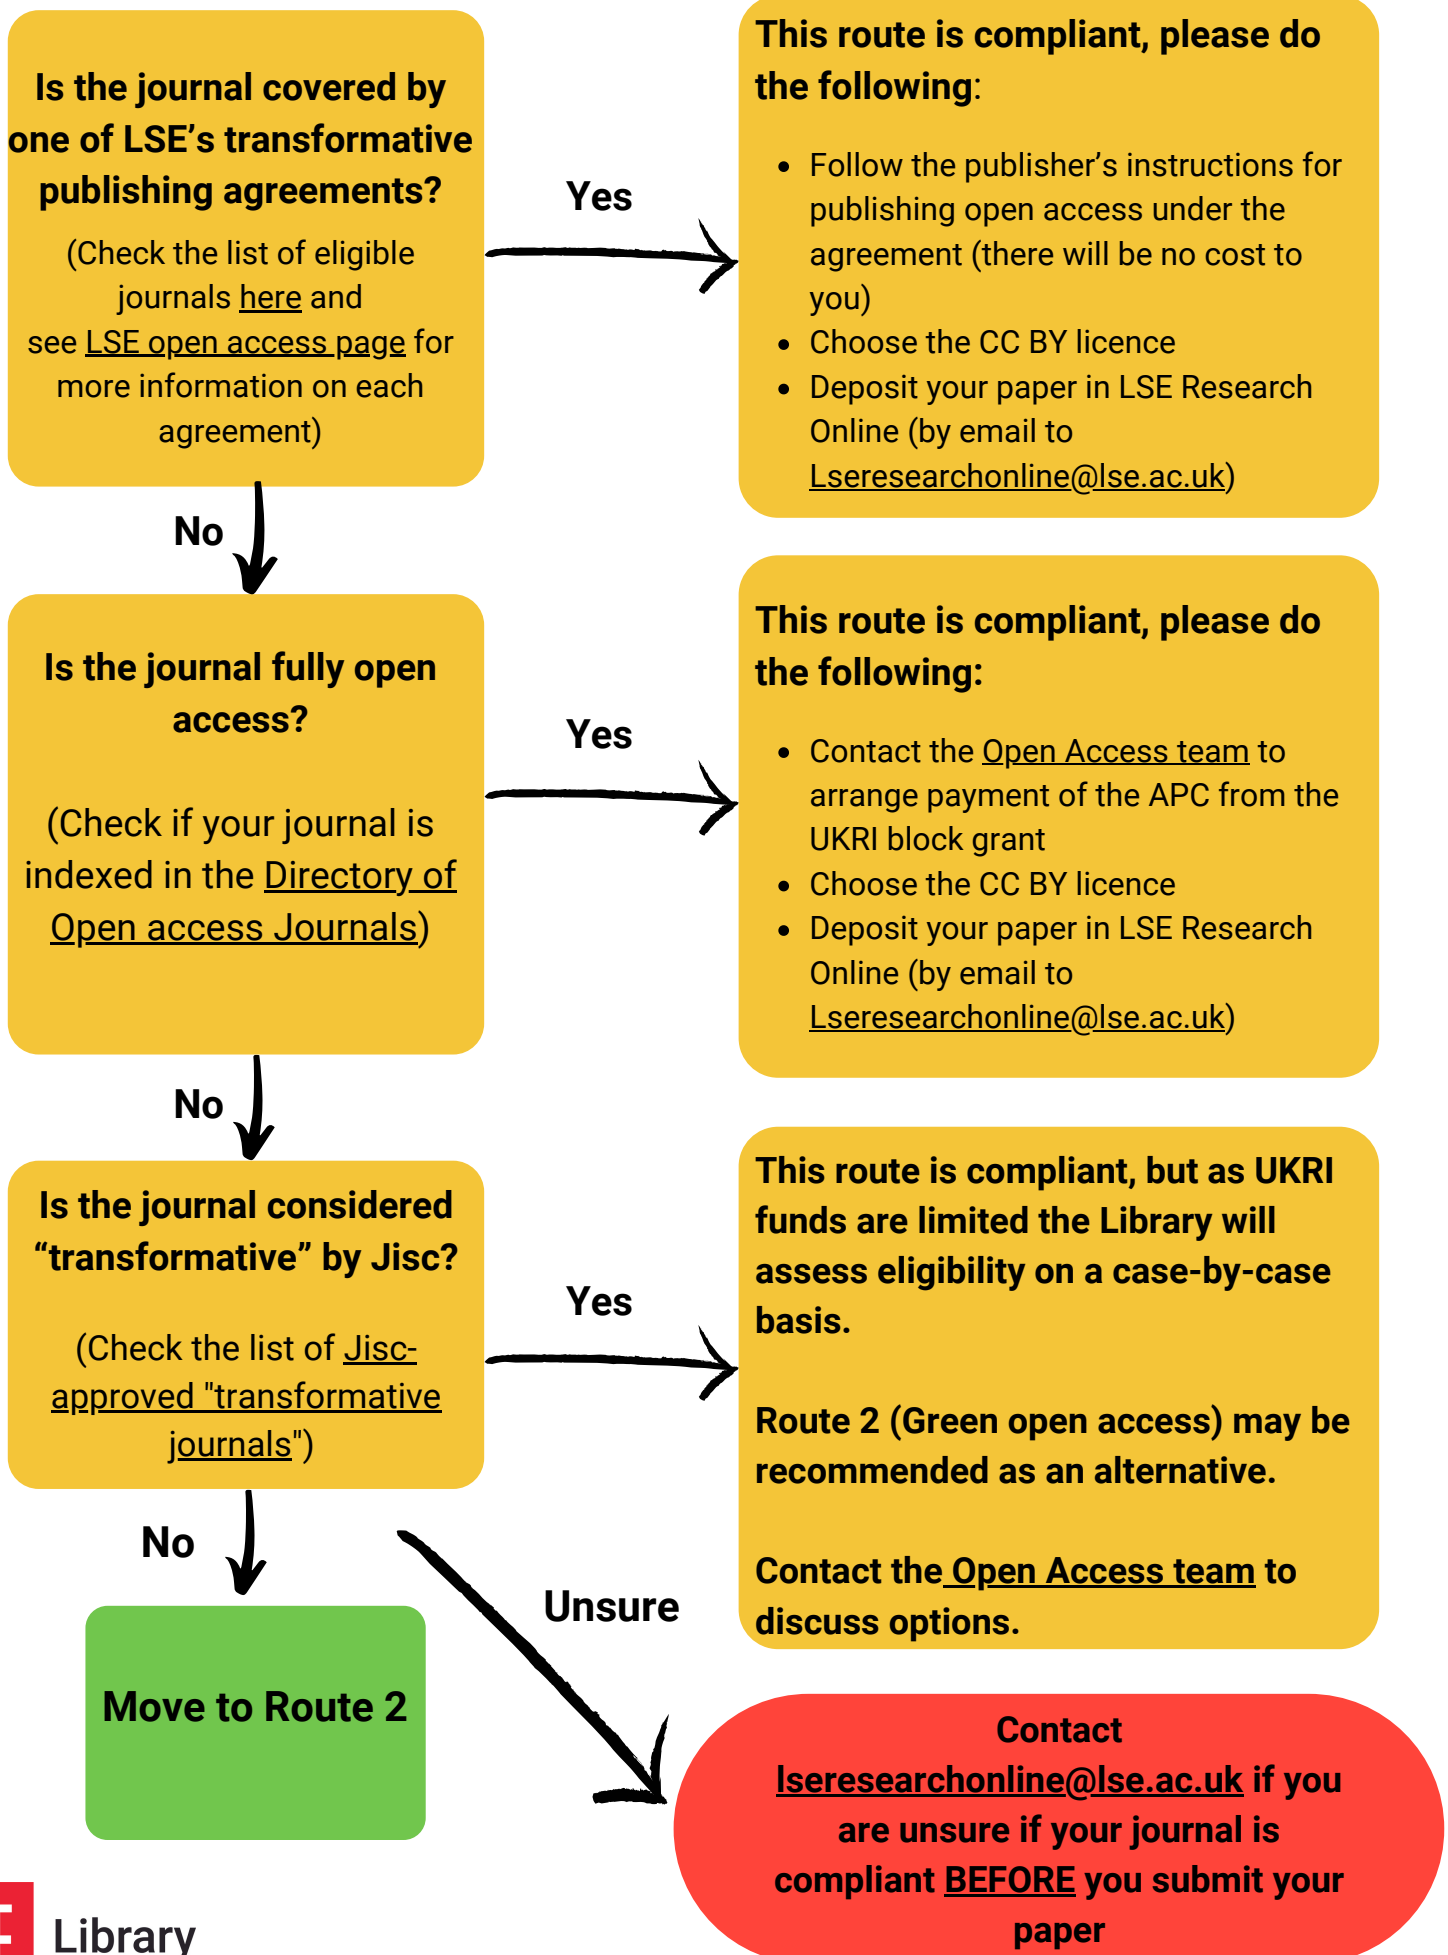 Is the journal covered by
one of LSE’s transformative
publishing agreements?
(Check the list of eligible
journals here and
see LSE open access page for
more information on each
agreement)
Yes
This route is compliant, please do
the following:
• Follow the publisher’s instructions for
publishing open access under the
agreement (there will be no cost to
you)
• Choose the CC BY licence
• Deposit your paper in LSE Research
Online (by email to
Lseresearchonline@lse.ac.uk)
No
Is the journal fully open
access?
(Check if your journal is
indexed in the Directory of
Open access Journals)
Yes
This route is compliant, please do
the following:
• Contact the Open Access team to
arrange payment of the APC from the
UKRI block grant
• Choose the CC BY licence
• Deposit your paper in LSE Research
Online (by email to
Lseresearchonline@lse.ac.uk)
No
Is the journal considered
“transformative” by Jisc?
(Check the list of Jisc-
approved "transformative
journals")
Yes
This route is compliant, but as UKRI
funds are limited the Library will
assess eligibility on a case-by-case
basis.
Route 2 (Green open access) may be
recommended as an alternative.
Contact the Open Access team to
discuss options.
No
Unsure
Move to Route 2
Contact
lseresearchonline@lse.ac.uk if you
are unsure if your journal is
compliant BEFORE you submit your
paper
Library